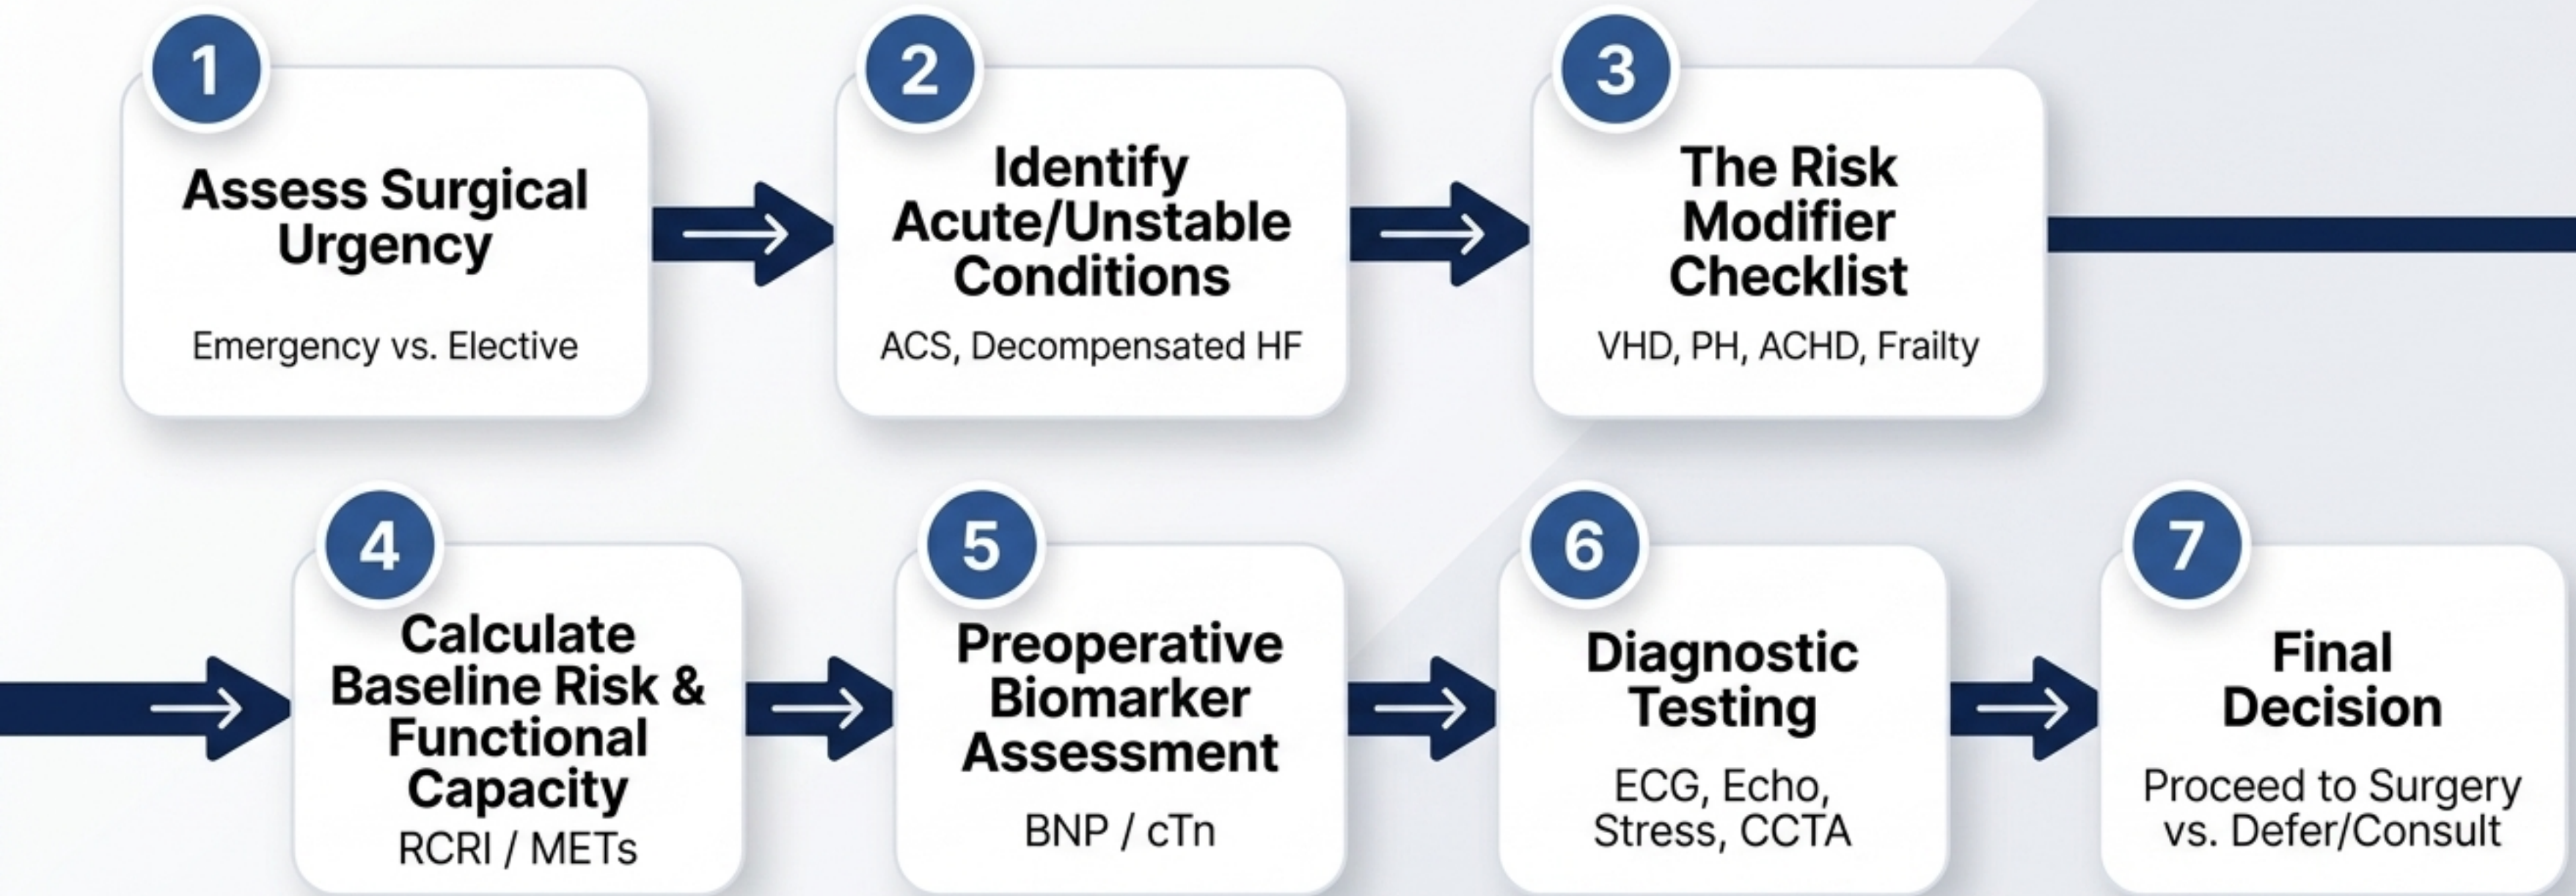 1
Assess Surgical
Urgency
Emergency vs. Elective
2
Identify
Acute/Unstable
Conditions
ACS, Decompensated HF
3
The Risk
Modifier
Checklist
VHD, PH, ACHD, Frailty
4
Calculate
Baseline Risk &
Functional
Capacity
RCRI / METs
5
Preoperative
Biomarker
Assessment
BNP / cTn
6
Diagnostic
Testing
ECG, Echo,
Stress, CCTA
7
Final
Decision
Proceed to Surgery
vs. Defer/Consult